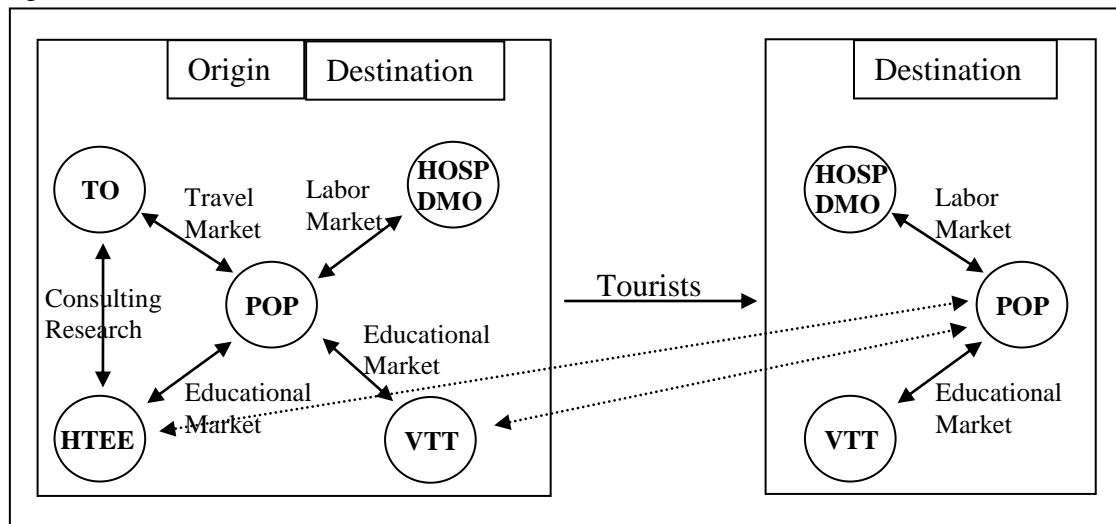 Origin
Destination
Destination
TO
Travel
Market
Labor
Market
HOSP
DMO
HOSP
DMO
Labor
Market
Consulting
Research
POP
Tourists
POP
Educational
Market
Educational
Market
Educational
Market
HTEE
VTT
VTT